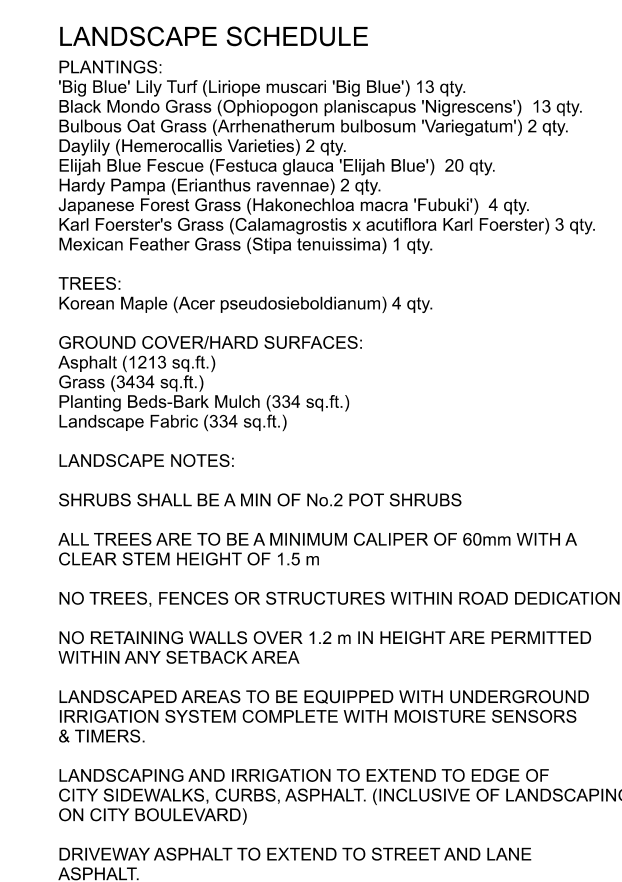 LANDSCAPE SCHEDULE
PLANTINGS:
'Big Blue' Lily Turf (Liriope muscari 'Big Blue') 13 qty.
Black Mondo Grass (Ophiopogon planiscapus 'Nigrescens')  13 qty.
Bulbous Oat Grass (Arrhenatherum bulbosum 'Variegatum') 2 qty.
Daylily (Hemerocallis Varieties) 2 qty.
Elijah Blue Fescue (Festuca glauca 'Elijah Blue')  20 qty.
Hardy Pampa (Erianthus ravennae) 2 qty.
Japanese Forest Grass (Hakonechloa macra 'Fubuki')  4 qty.
Karl Foerster's Grass (Calamagrostis x acutiflora Karl Foerster) 3 qty.
Mexican Feather Grass (Stipa tenuissima) 1 qty.
TREES:
Korean Maple (Acer pseudosieboldianum) 4 qty.
GROUND COVER/HARD SURFACES:
Asphalt (1213 sq.ft.)
Grass (3434 sq.ft.)
Planting Beds-Bark Mulch (334 sq.ft.)
Landscape Fabric (334 sq.ft.)
LANDSCAPE NOTES:
SHRUBS SHALL BE A MIN OF No.2 POT SHRUBS
ALL TREES ARE TO BE A MINIMUM CALIPER OF 60mm WITH A
CLEAR STEM HEIGHT OF 1.5 m
NO TREES, FENCES OR STRUCTURES WITHIN ROAD DEDICATION
NO RETAINING WALLS OVER 1.2 m IN HEIGHT ARE PERMITTED
WITHIN ANY SETBACK AREA
LANDSCAPED AREAS TO BE EQUIPPED WITH UNDERGROUND
IRRIGATION SYSTEM COMPLETE WITH MOISTURE SENSORS
& TIMERS.
LANDSCAPING AND IRRIGATION TO EXTEND TO EDGE OF
CITY SIDEWALKS, CURBS, ASPHALT. (INCLUSIVE OF LANDSCAPING
ON CITY BOULEVARD)
DRIVEWAY ASPHALT TO EXTEND TO STREET AND LANE
ASPHALT.